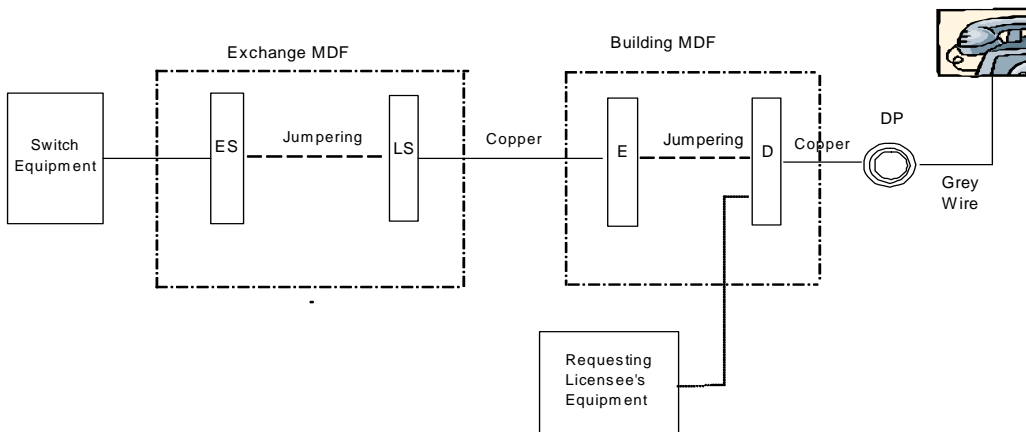 Exchange MDF
Building MDF
Switch
Equipment
ES
Jumpering
LS
Copper
E
Jumpering
D
Copper
DP
Grey
Wire
Requesting
Licensee's
Equipment